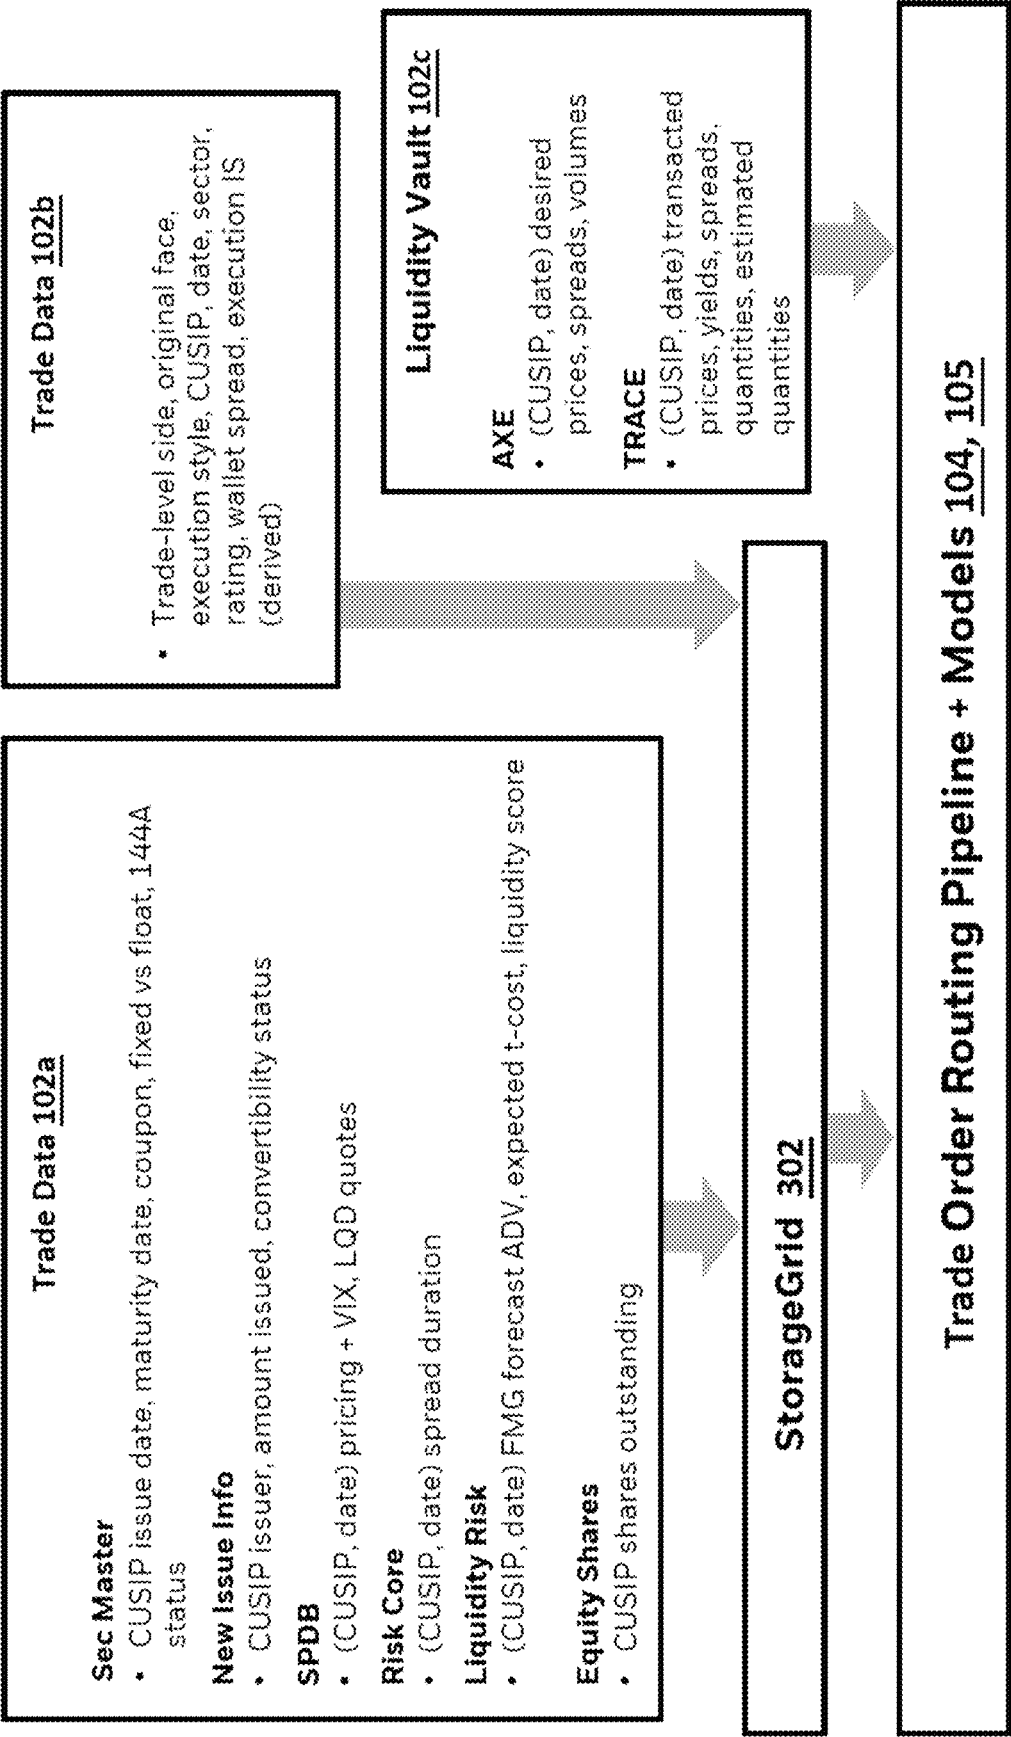 Trade Data 102a
Sec Master
• CUSIP issue date, maturity date, coupon, fixed vs float, 144A
status
New Issue Info
• CUSIP issuer, amount issued, convertibility status
SPDB
• (CUSIP, date) pricing + VIX, LQD quotes
Risk Core
• (CUSIP, date) spread duration
Liquidity Risk
• (CUSIP, date) FMG forecast ADV, expected t-cost, liquidity score
Equity Shares
• CUSIP shares outstanding
Trade Data 102b
• Trade-level side, original face,
execution style, CUSIP, date, sector,
rating, wallet spread, execution IS
(derived)
Liquidity Vault 102c
AXE
• (CUSIP, date) desired
prices, spreads, volumes
TRACE
• (CUSIP, date) transacted
prices, yields, spreads,
quantities, estimated
quantities
StorageGrid 302
Trade Order Routing Pipeline + Models 104, 105